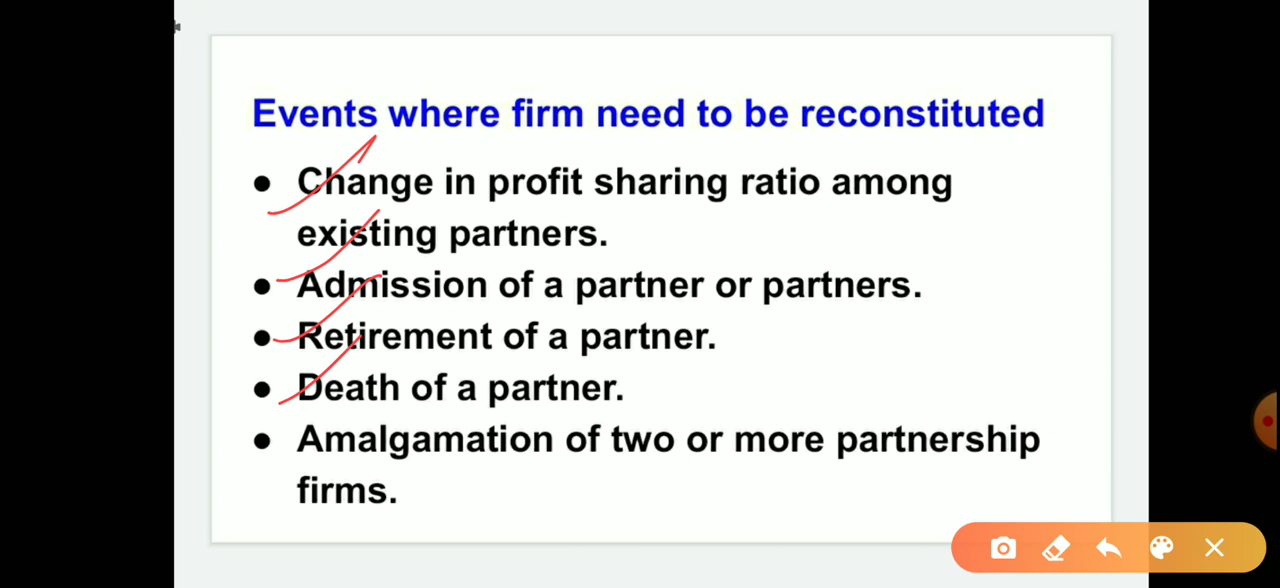 Events where firm need to be reconstituted
● Change in profit sharing ratio among
existing partners.
● Admission of a partner or partners.
● Retirement of a partner.
● Death of a partner.
● Amalgamation of two or more partnership
firms.